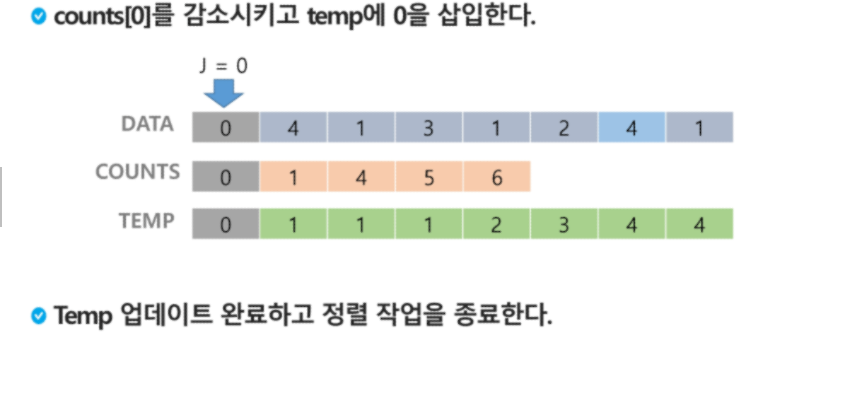 counts[0]를 감소시키고 temp에 0을 삽입한다.
J = 0
DATA 0 4 1 3 1 2 4 1
COUNTS 0 1 4 5 6
TEMP 0 1 1 1 2 3 4 4
Temp 업데이트 완료하고 정렬 작업을 종료한다.